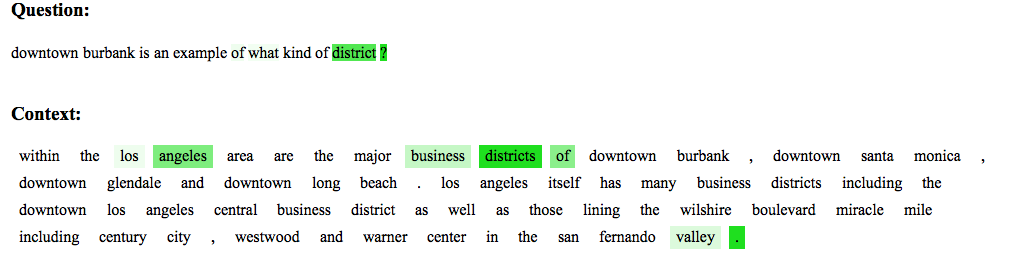 Question:
downtown burbank is an example of what kind of district ?
Context:
within the los angeles area are the major business districts of downtown burbank , downtown santa monica ,
downtown glendale and downtown long beach . los angeles itself has many business districts including the
downtown los angeles central business district as well as those lining the wilshire boulevard miracle mile
including century city , westwood and warner center in the san fernando valley .